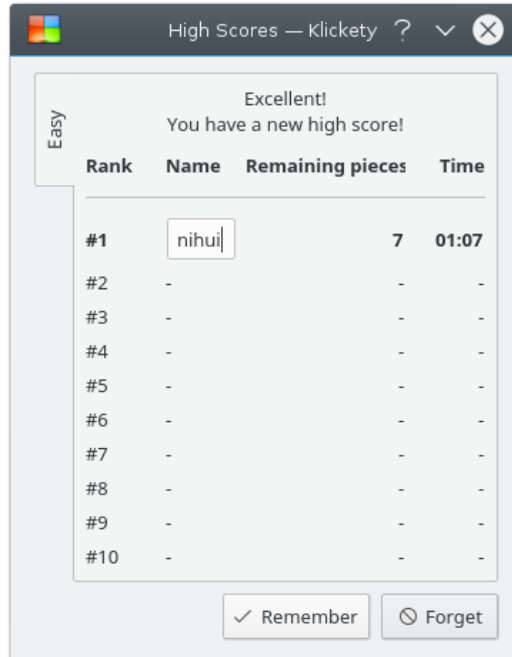 High Scores — Klickety ?
Easy
Excellent!
You have a new high score!
Rank Name Remaining pieces Time
#1 nihui 7 01:07
#2 - - -
#3 - - -
#4 - - -
#5 - - -
#6 - - -
#7 - - -
#8 - - -
#9 - - -
#10 - - -
Remember Forget